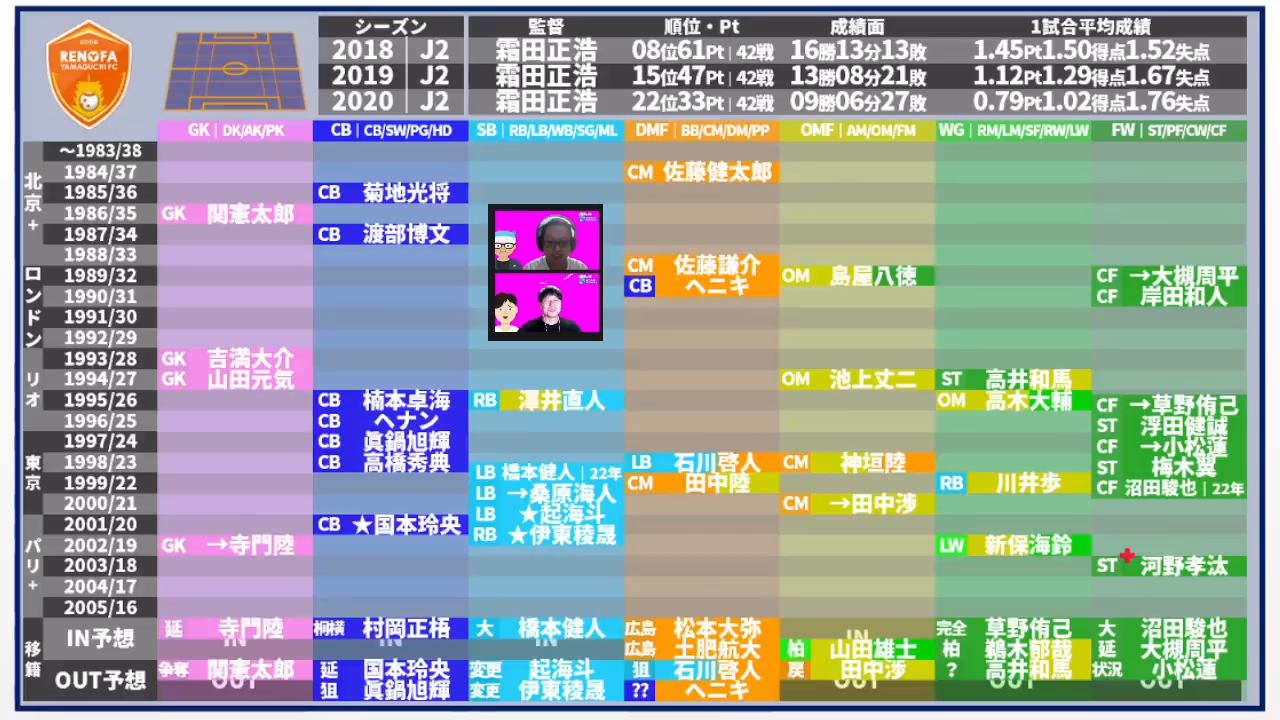 2006
RENOFA
YAMAGUCHI FC
シーズン 監督 順位・Pt 成績面 1試合平均成績
2018 J2 霜田正浩 08位61Pt|42戦 16勝13分13敗 1.45Pt1.50得点1.52失点
2019 J2 霜田正浩 15位47Pt|42戦 13勝08分21敗 1.12Pt1.29得点1.67失点
2020 J2 霜田正浩 22位33Pt|42戦 09勝06分27敗 0.79Pt1.02得点1.76失点
GK|DK/AK/PK CB|CB/SW/PG/HD SB|RB/LB/WB/SG/ML DMF|BB/CM/DM/PP OMF|AM/OM/FM WG|RM/LM/SF/RW/LW FW|ST/PF/CW/CF
北京+
～1983/38
1984/37 CM 佐藤健太郎
1985/36 CB 菊地光将
1986/35 GK 関憲太郎
1987/34 CB 渡部博文
1988/33
CM 佐藤謙介
ロンドン
1989/32 OM 島屋八徳 CF →大槻周平
1990/31 CB ヘニキ CF 岸田和人
1991/30
1992/29
リオ
1993/28 GK 吉満大介
1994/27 GK 山田元気 OM 池上丈二 ST 高井和馬
1995/26 CB 楠本卓海 RB 澤井直人 OM 高木大輔 CF →草野侑己
1996/25 CB ヘナン ST 浮田健誠
東京
1997/24 CB 眞鍋旭輝 CF →小松蓮
1998/23 CB 高橋秀典 LB 橋本健人|22年 LB 石川啓人 CM 神垣陸 ST 梅木翼
1999/22 LB →桑原海人 CM 田中陸 RB 川井歩 CF 沼田駿也|22年
2000/21 LB ★起海斗 CM →田中渉
パリ+
2001/20 CB ★国本玲央 RB ★伊東稜晟
2002/19 GK →寺門陸 LW 新保海鈴
2003/18 ST 河野孝汰
2004/17
2005/16
移籍
IN予想 IN IN IN
延 寺門陸 桐横 村岡正梧 大 橋本健人 広島 松本大弥 完全 草野侑己 大 沼田駿也
広島 土肥航大 柏 山田雄士 柏 鵜木郁哉 延 大槻周平
OUT予想 OUT OUT OUT OUT
争奪 関憲太郎 延 国本玲央 変更 起海斗 狙 石川啓人 戻 田中渉 ? 高井和馬 状況 小松蓮
狙 眞鍋旭輝 変更 伊東稜晟 ?? ヘニキ